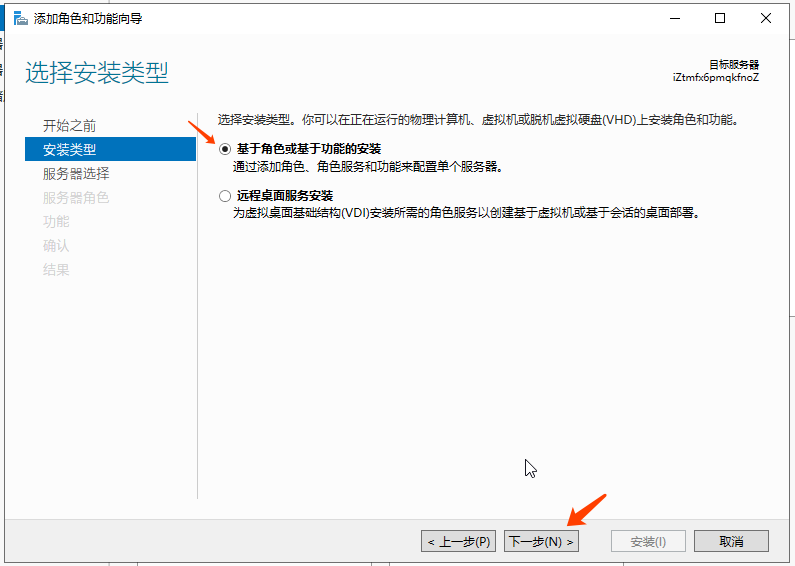 添加角色和功能向导
选择安装类型
目标服务器
iZtmfx6pmqkfnoZ
开始之前
安装类型
服务器选择
服务器角色
功能
确认
结果
选择安装类型。你可以在正在运行的物理计算机、虚拟机或脱机虚拟硬盘(VHD)上安装角色和功能。
基于角色或基于功能的安装
通过添加角色、角色服务和功能来配置单个服务器。
远程桌面服务安装
为虚拟桌面基础结构(VDI)安装所需的角色服务以创建基于虚拟机或基于会话的桌面部署。
< 上一步(P)
下一步(N) >
安装(I)
取消